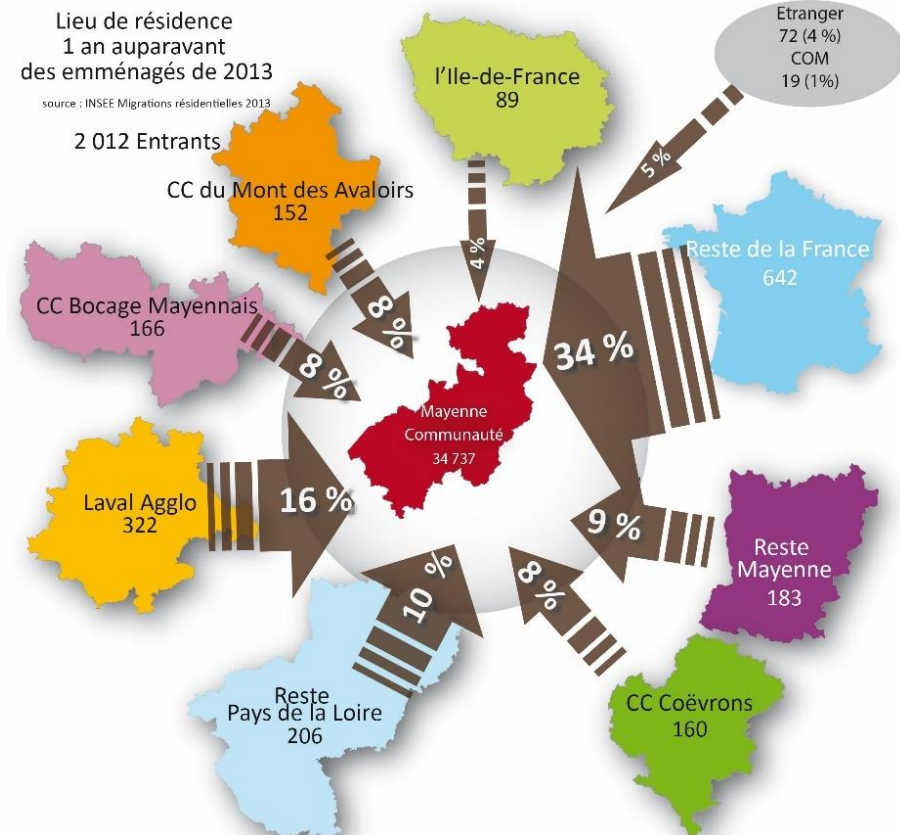 Lieu de résidence
1 an auparavant
des emménagés de 2013
source : INSEE Migrations résidentielles 2013
2 012 Entrants
l'Ile-de-France
89
Etranger
72 (4 %)
COM
19 (1%)
5 %
CC du Mont des Avaloirs
152
8 %
4 %
Reste de la France
642
34 %
CC Bocage Mayennais
166
8 %
Mayenne
Communauté
34 737
Laval Agglo
322
16 %
9 %
Reste
Mayenne
183
10 %
8 %
Reste
Pays de la Loire
206
CC Coëvrons
160